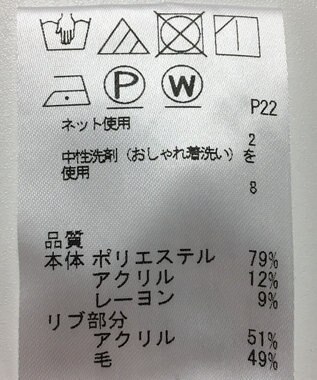 P W
P22
ネット使用
2
中性洗剤（おしゃれ着洗い）を
使用
8
品質
本体 ポリエステル 79%
アクリル 12%
レーヨン 9%
リブ部分
アクリル 51%
毛 49%